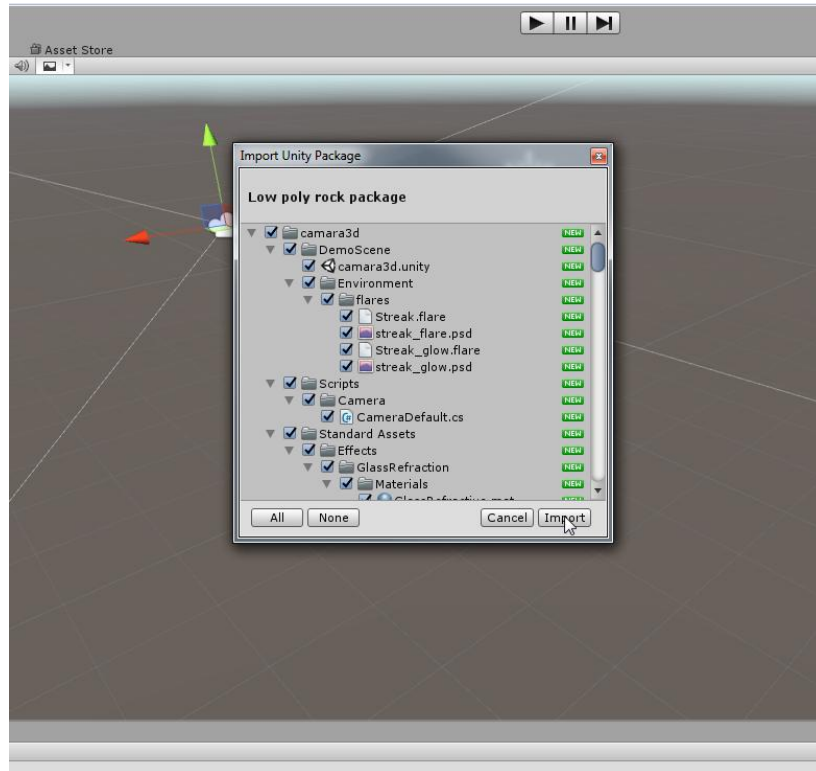 Asset Store
Import Unity Package
Low poly rock package
camara3d NEW
DemoScene NEW
camara3d.unity NEW
Environment NEW
flares NEW
Streak.flare NEW
streak_flare.psd NEW
Streak_glow.flare NEW
streak_glow.psd NEW
Scripts NEW
Camera NEW
CameraDefault.cs NEW
Standard Assets NEW
Effects NEW
GlassRefraction NEW
Materials NEW
All None Cancel Import